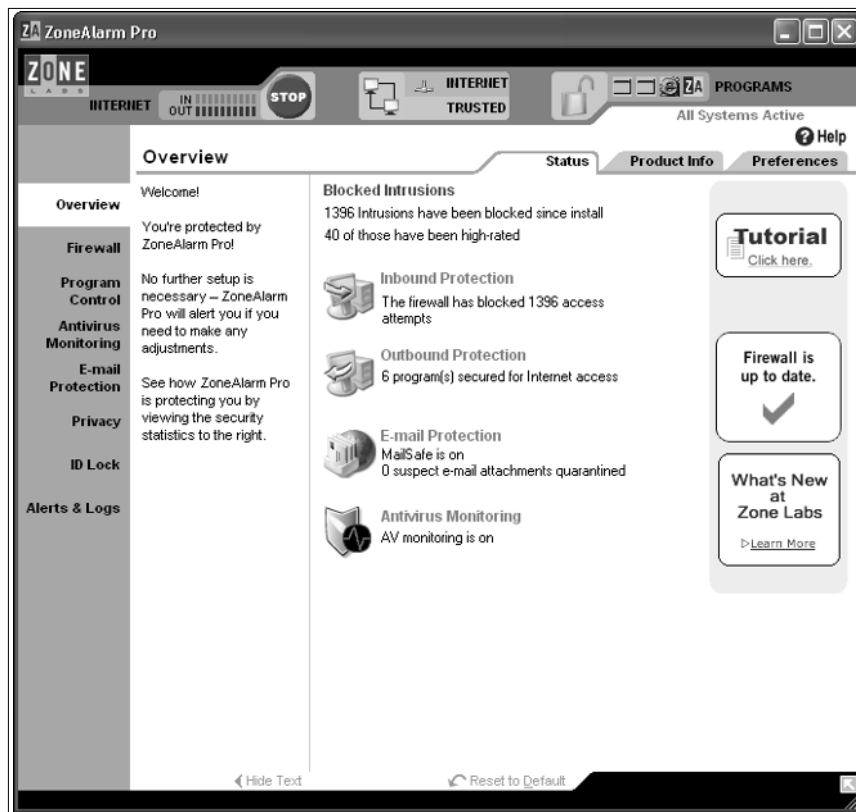 ZA ZoneAlarm Pro
ZONE
LABS
INTERNET
IN
OUT
STOP
INTERNET
TRUSTED
ZA
PROGRAMS
All Systems Active
? Help
Overview
Status
Product Info
Preferences
Overview
Firewall
Program
Control
Antivirus
Monitoring
E-mail
Protection
Privacy
ID Lock
Alerts & Logs
Welcome!
You're protected by
ZoneAlarm Pro!
No further setup is
necessary – ZoneAlarm
Pro will alert you if you
need to make any
adjustments.
See how ZoneAlarm Pro
is protecting you by
viewing the security
statistics to the right.
Blocked Intrusions
1396 Intrusions have been blocked since install
40 of those have been high-rated
Inbound Protection
The firewall has blocked 1396 access
attempts
Outbound Protection
6 program(s) secured for Internet access
E-mail Protection
MailSafe is on
0 suspect e-mail attachments quarantined
Antivirus Monitoring
AV monitoring is on
Tutorial
Click here.
Firewall is
up to date.
What's New
at
Zone Labs
Learn More
Hide Text
Reset to Default